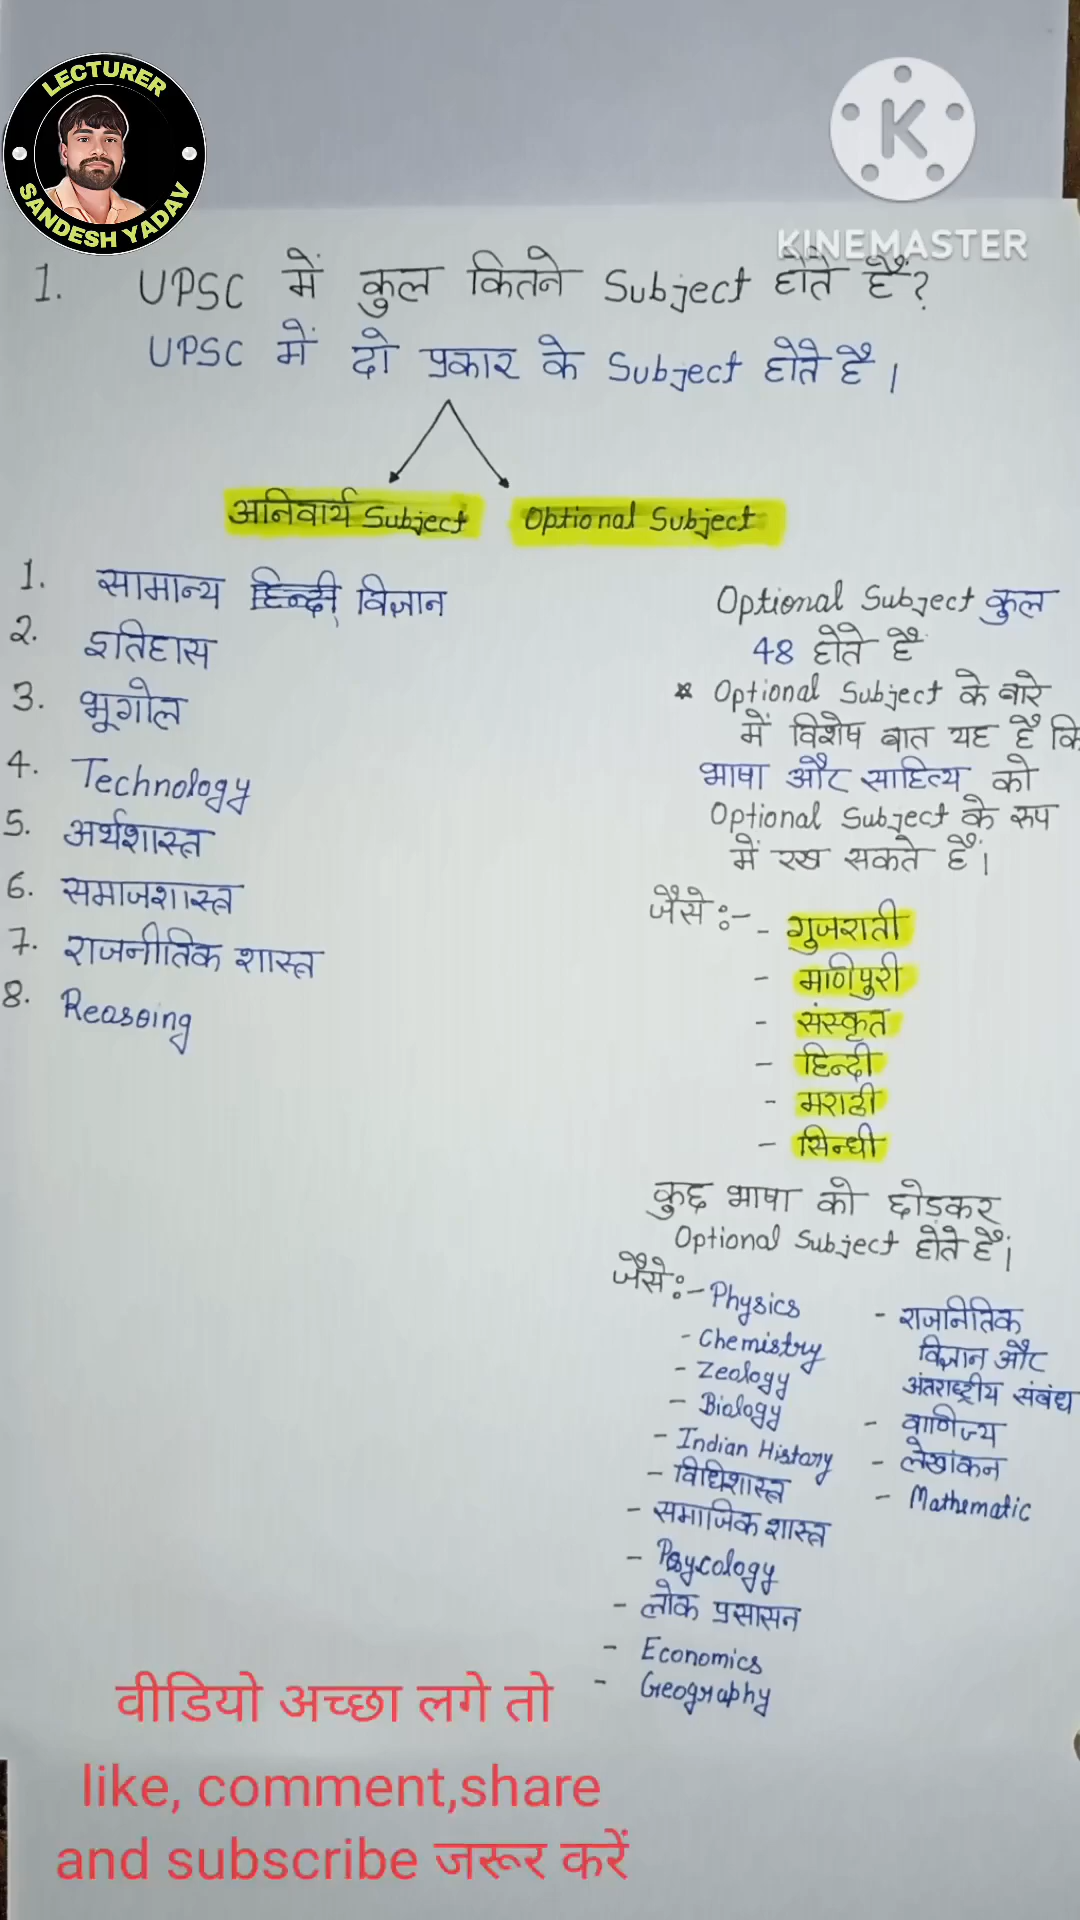 LECTURER
SANDESH YADAV
K
KINEMASTER
1. UPSC में कुल कितने Subject होते हैं?
UPSC में दो प्रकार के Subject होते है।
अनिवार्य Subject
Optional Subject
1. सामान्य हिन्दी विज्ञान
2. इतिहास
3. भूगोल
4. Technology
5. अर्थशास्त्र
6. समाजशास्त्र
7. राजनीतिक शास्त्र
8. Reasoing
Optional Subject कुल
48 होते है
* Optional Subject के बारे
में विशेष बात यह है कि
भाषा और साहित्य को
Optional Subject के रूप
में रख सकते हैं।
जैसे:- - गुजराती
- मणिपुरी
- संस्कृत
- हिन्दी
- मराठी
- सिन्धी
कुछ भाषा को छोड़कर
Optional Subject होते हैं।
जैसे:- Physics
- Chemistry
- Zeology
- Biology
- Indian History
- विधिशास्त्र
- समाजिक शास्त्र
- Psycology
- लोक प्रसासन
- Economics
- Geography
- राजनितिक
विज्ञान और
अंतराष्ट्रीय संबंध
- वाणिज्य
- लेखांकन
- Mathematic
वीडियो अच्छा लगे तो
like, comment,share
and subscribe जरूर करें